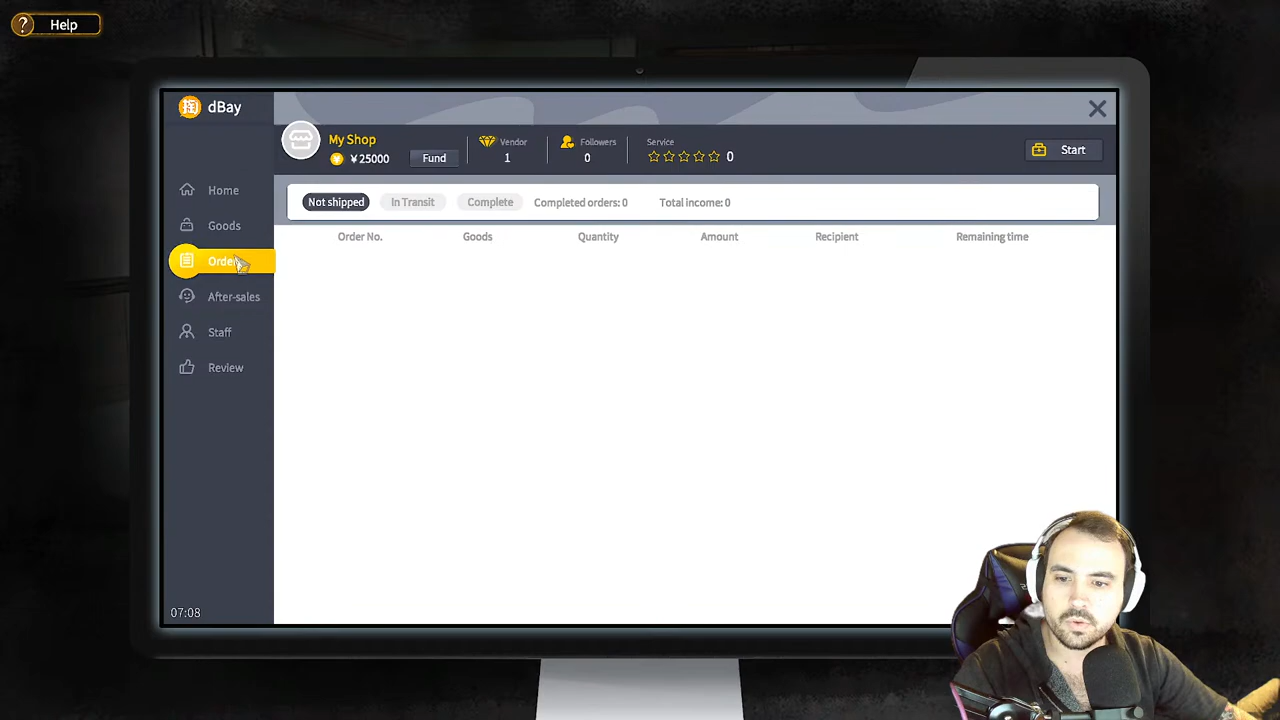 ? Help
淘 dBay
My Shop
¥ ¥25000
Fund
Vendor
1
Followers
0
Service
0
Start
Home
Goods
Order
After-sales
Staff
Review
Not shipped
In Transit
Complete
Completed orders: 0
Total income: 0
Order No.
Goods
Quantity
Amount
Recipient
Remaining time
07:08